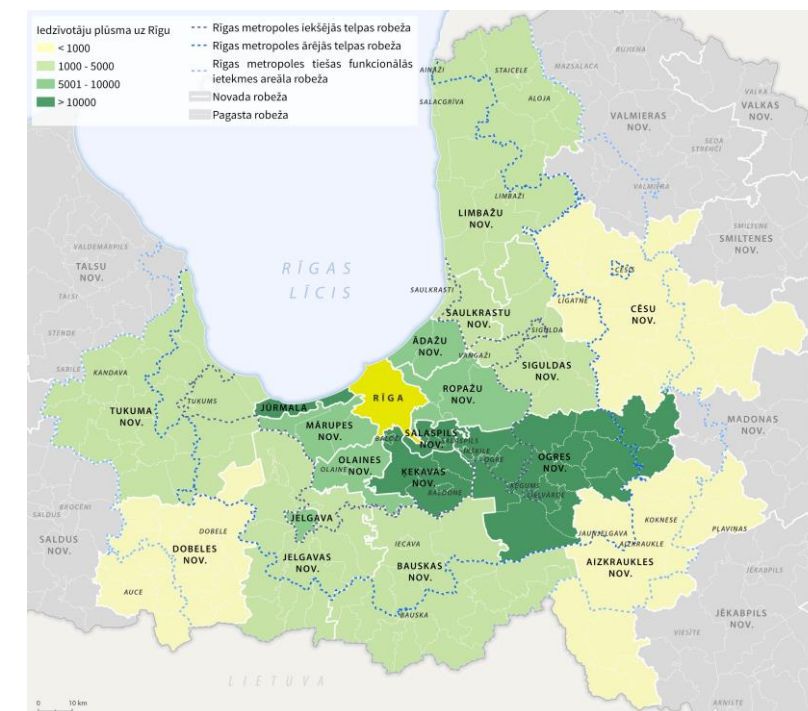 Iedzīvotāju plūsma uz Rīgu
< 1000
1000 - 5000
5001 - 10000
> 10000
Rīgas metropoles iekšējās telpas robeža
Rīgas metropoles ārējās telpas robeža
Rīgas metropoles tiešas funkcionālās
ietekmes areāla robeža
Novada robeža
Pagasta robeža
AINAŽI
STAICELE
MAZSALACA
RŪJIENA
SALACGRĪVA
ALOJA
VALKA
VALKAS
NOV.
VALMIERAS
NOV.
SEDA
STRENČI
VALMIERA
LIMBAŽI
LIMBAŽU
NOV.
SMILTENE
SMILTENES
NOV.
VALDEMĀRPILS
TALSU
NOV.
TALSI
STENDE
SABILE
RĪGAS
LĪCIS
SAULKRASTI
SAULKRASTU
NOV.
LĪGATNE
CĒSIS
CĒSU
NOV.
SIGULDA
ĀDAŽU
NOV.
VANGAŽI
SIGULDAS
NOV.
KANDAVA
TUKUMS
TUKUMA
NOV.
JŪRMALA
RĪGA
ROPAŽU
NOV.
MADONAS
NOV.
MĀRUPES
NOV.
BALOŽI
SALASPILS
NOV.
SALASPILS
IKŠĶILE
OGRE
OGRES
NOV.
OLAINES
NOV.
OLAINE
ĶEKAVAS
NOV.
BALDONE
ĶEGUMS
LIELVĀRDE
BROCĒNI
SALDUS
SALDUS
NOV.
DOBELE
DOBELES
NOV.
AUCE
JELGAVA
JELGAVAS
NOV.
IECAVA
BAUSKAS
NOV.
BAUSKA
JAUNJELGAVA
KOKNESE
PĻAVIŅAS
AIZKRAUKLE
AIZKRAUKLES
NOV.
JĒKABPILS
JĒKABPILS
NOV.
VIESĪTE
AKNĪSTE
LIETUVA
0 10 km